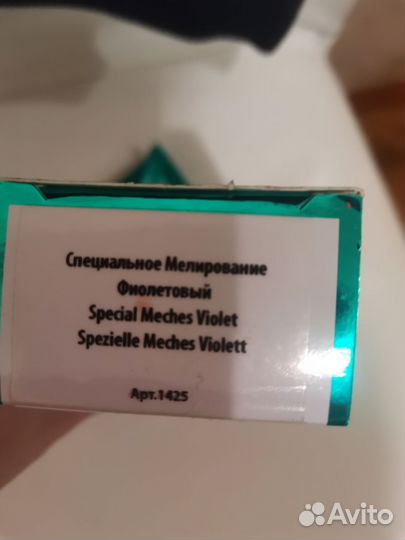 Специальное Мелирование
Фиолетовый
Special Meches Violet
Spezielle Meches Violett
Арт.1425
Avito